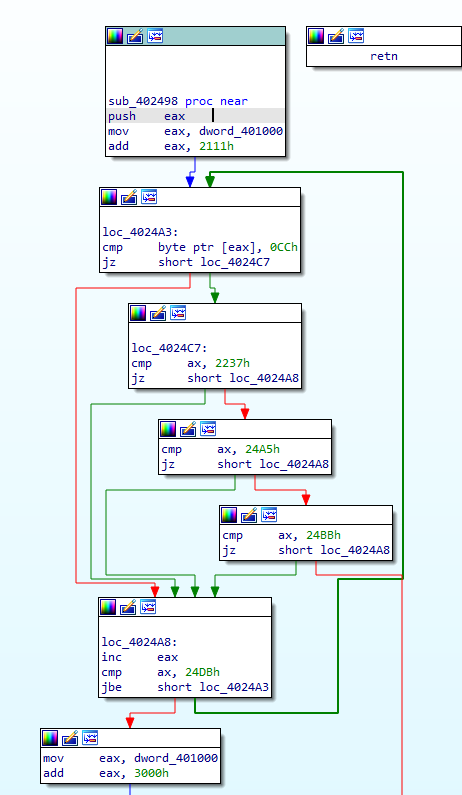 sub_402498 proc near
push eax
mov eax, dword_401000
add eax, 2111h
retn
loc_4024A3:
cmp byte ptr [eax], 0CCh
jz short loc_4024C7
loc_4024C7:
cmp ax, 2237h
jz short loc_4024A8
cmp ax, 24A5h
jz short loc_4024A8
cmp ax, 24BBh
jz short loc_4024A8
loc_4024A8:
inc eax
cmp ax, 24DBh
jbe short loc_4024A3
mov eax, dword_401000
add eax, 3000h